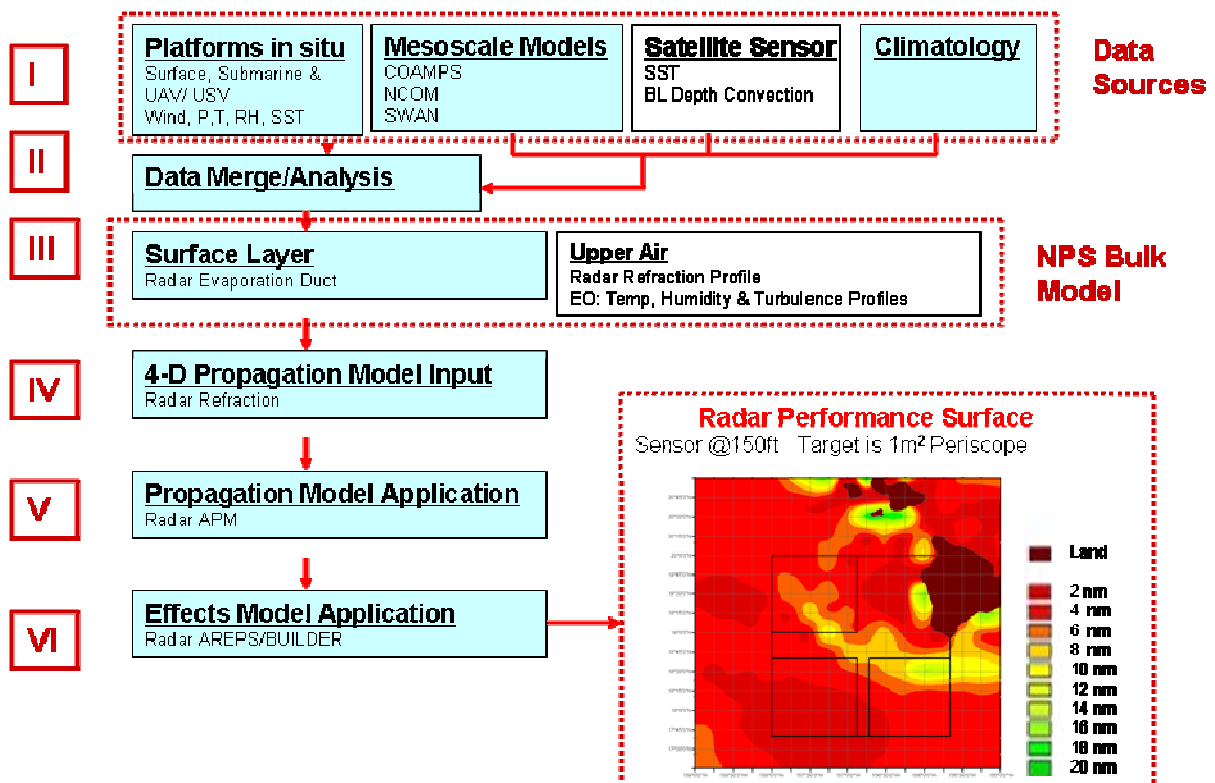 I
Platforms in situ
Surface, Submarine &
UAV/ USV
Wind, P,T, RH, SST
Mesoscale Models
COAMPS
NCOM
SWAN
Satellite Sensor
SST
BL Depth Convection
Climatology
Data
Sources
II
Data Merge/Analysis
III
Surface Layer
Radar Evaporation Duct
Upper Air
Radar Refraction Profile
EO: Temp, Humidity & Turbulence Profiles
NPS Bulk
Model
IV
4-D Propagation Model Input
Radar Refraction
V
Propagation Model Application
Radar APM
VI
Effects Model Application
Radar AREPS/BUILDER
Radar Performance Surface
Sensor @150ft Target is 1m² Periscope
Land
2 nm
4 nm
6 nm
8 nm
10 nm
12 nm
14 nm
16 nm
18 nm
20 nm